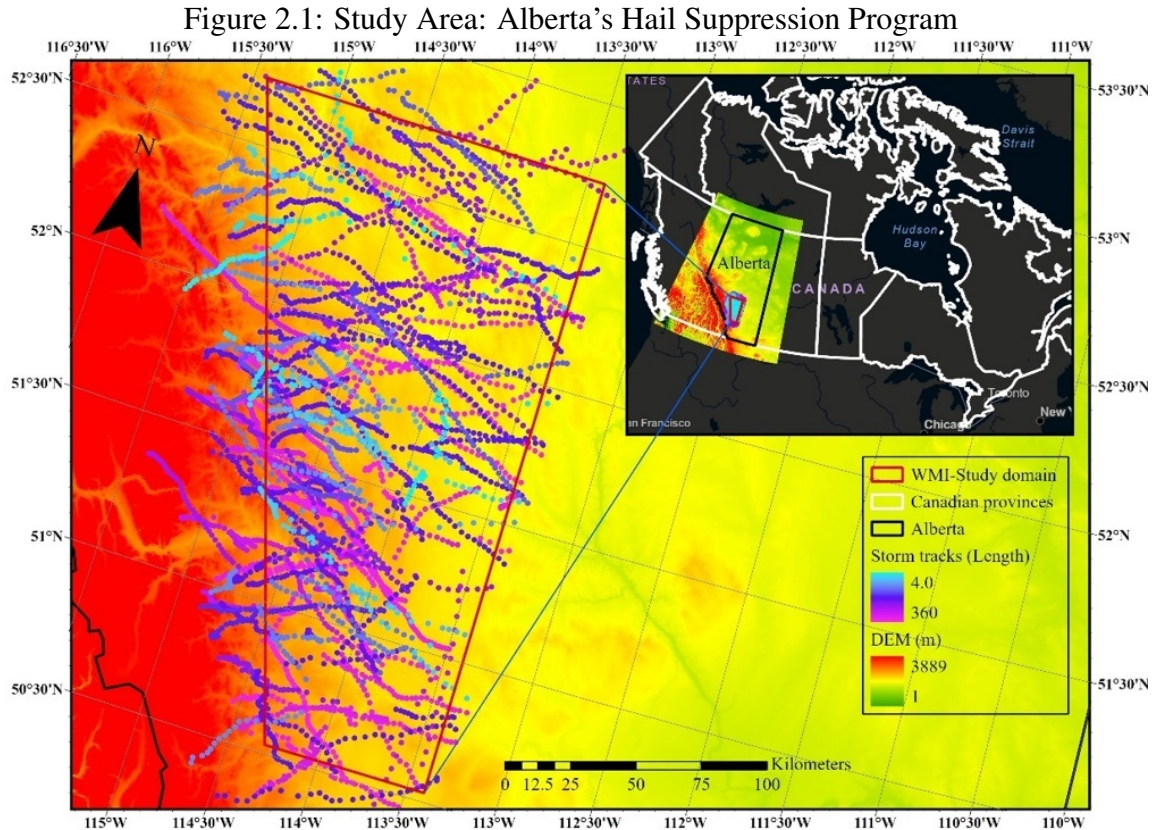 Figure 2.1: Study Area: Alberta's Hail Suppression Program
116°30'W 116°W 115°30'W 115°W 114°30'W 114°W 113°30'W 113°W 112°30'W 112°W 111°30'W 111°W
52°30'N
52°N
51°30'N
51°N
50°30'N
53°30'N
53°N
52°30'N
52°N
51°30'N
N
TATES
Davis
Strait
Hudson
Bay
Alberta
CANADA
Toronto
an Francisco
Chicago
New Y
WMI-Study domain
Canadian provinces
Alberta
Storm tracks (Length)
4.0
360
DEM (m)
3889
1
Kilometers
0 12.5 25 50 75 100
115°W 114°30'W 114°W 113°30'W 113°W 112°30'W 112°W 111°30'W 111°W 110°30'W 110°W